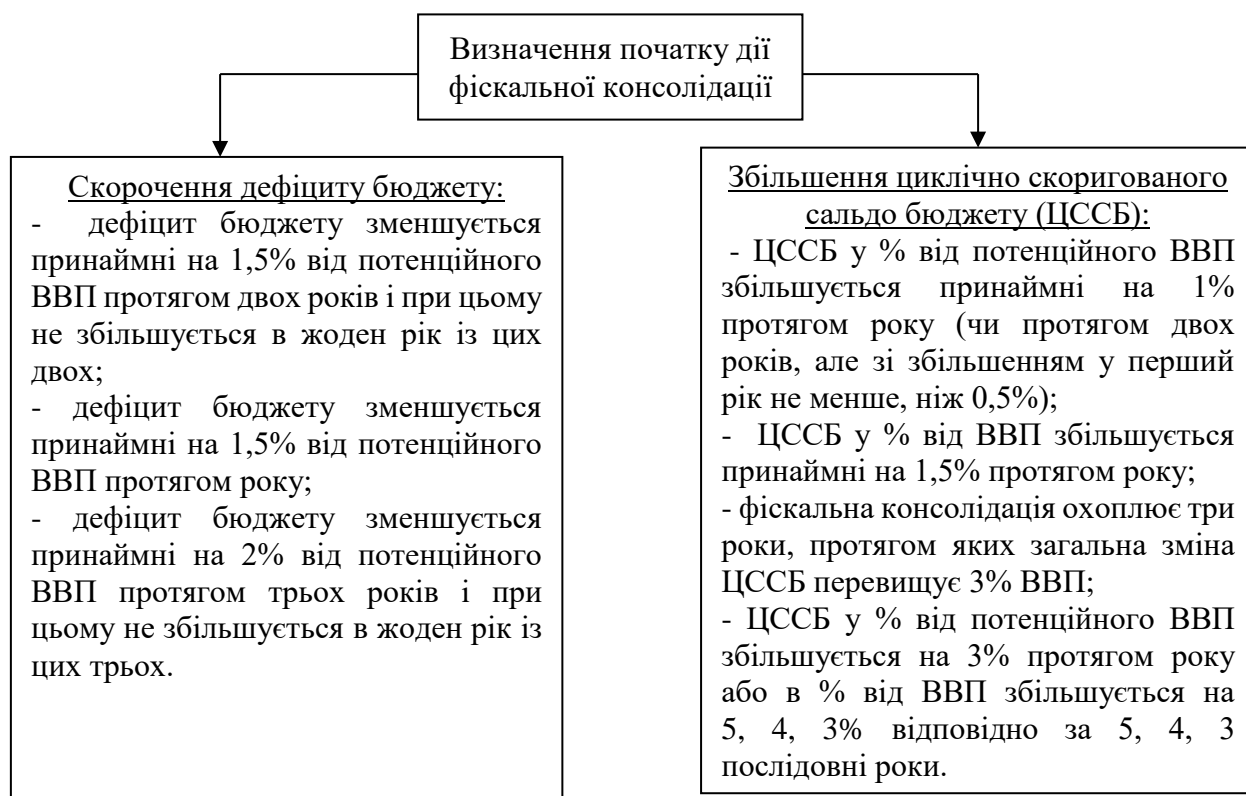 Визначення початку дії
фіскальної консолідації
Скорочення дефіциту бюджету:
- дефіцит бюджету зменшується
принаймні на 1,5% від потенційного
ВВП протягом двох років і при цьому
не збільшується в жоден рік із цих
двох;
- дефіцит бюджету зменшується
принаймні на 1,5% від потенційного
ВВП протягом року;
- дефіцит бюджету зменшується
принаймні на 2% від потенційного
ВВП протягом трьох років і при
цьому не збільшується в жоден рік із
цих трьох.
Збільшення циклічно скоригованого
сальдо бюджету (ЦССБ):
- ЦССБ у % від потенційного ВВП
збільшується принаймні на 1%
протягом року (чи протягом двох
років, але зі збільшенням у перший
рік не менше, ніж 0,5%);
- ЦССБ у % від ВВП збільшується
принаймні на 1,5% протягом року;
- фіскальна консолідація охоплює три
роки, протягом яких загальна зміна
ЦССБ перевищує 3% ВВП;
- ЦССБ у % від потенційного ВВП
збільшується на 3% протягом року
або в % від ВВП збільшується на
5, 4, 3% відповідно за 5, 4, 3
послідовні роки.